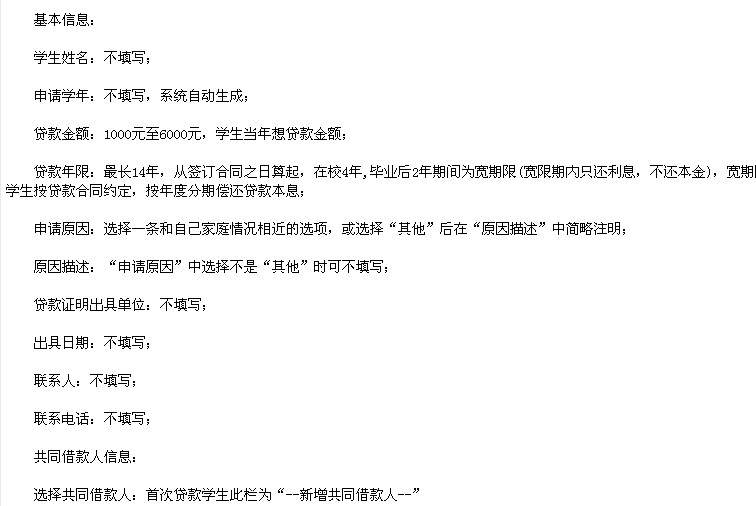 基本信息：
学生姓名：不填写；
申请学年：不填写，系统自动生成；
贷款金额：1000元至6000元，学生当年想贷款金额；
贷款年限：最长14年，从签订合同之日算起，在校4年,毕业后2年期间为宽期限(宽限期内只还利息，不还本金)，宽期
学生按贷款合同约定，按年度分期偿还贷款本息；
申请原因：选择一条和自己家庭情况相近的选项，或选择“其他”后在“原因描述”中简略注明；
原因描述：“申请原因”中选择不是“其他”时可不填写；
贷款证明出具单位：不填写；
出具日期：不填写；
联系人：不填写；
联系电话：不填写；
共同借款人信息：
选择共同借款人：首次贷款学生此栏为“--新增共同借款人--”